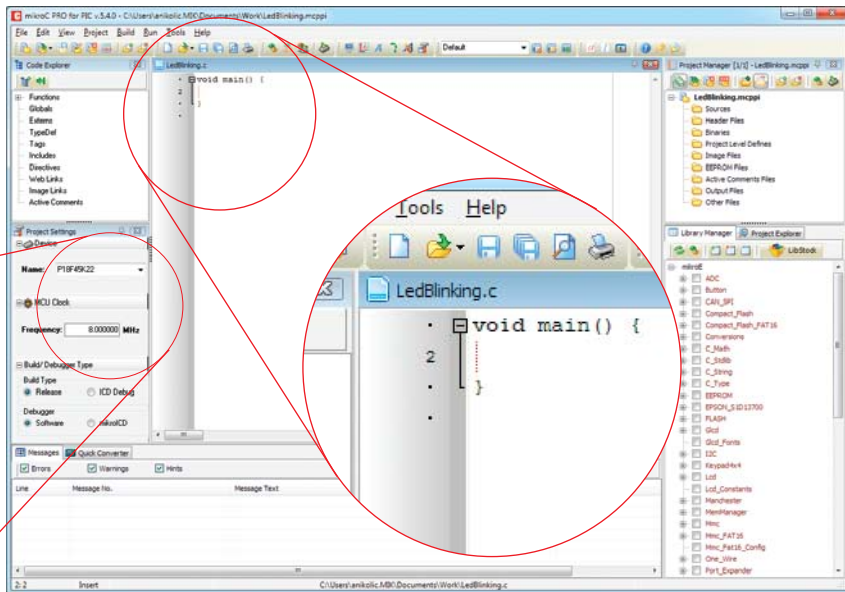 mikroC PRO for PIC v.5.4.0 - C:\Users\anikolic.MIK\Documents\Work\LedBlinking.mcppi
File Edit View Project Build Run Tools Help
Default
Code Explorer
Functions
Globals
Externs
TypeDef
Tags
Includes
Directives
Web Links
Image Links
Active Comments
Project Settings
Device
Name: P18F45K22
MCU Clock
Frequency: 8.000000 MHz
Build/Debugger Type
Build Type
Release ICD Debug
Debugger
Software mikroICD
LedBlinking.c
void main() {
2
}
Tools Help
LedBlinking.c
void main() {
2
}
Messages Quick Converter
Errors Warnings Hints
Line Message No. Message Text
Project Manager [1/1] - LedBlinking.mcppi
LedBlinking.mcppi
Sources
Header Files
Binaries
Project Level Defines
Image Files
EEPROM Files
Active Comments Files
Output Files
Other Files
Library Manager Project Explorer
LibStock
mikroE
ADC
Button
CAN_SPI
Compact_Flash
Compact_Flash_FAT16
Conversions
C_Math
C_Stdlib
C_String
C_Type
EEPROM
EPSON_S1D13700
FLASH
Glcd
Glcd_Fonts
I2C
Keypad4x4
Lcd
Lcd_Constants
Manchester
MemManager
Mmc
Mmc_FAT16
Mmc_Fat16_Config
One_Wire
Port_Expander
2:2 Insert C:\Users\anikolic.MIK\Documents\Work\LedBlinking.c